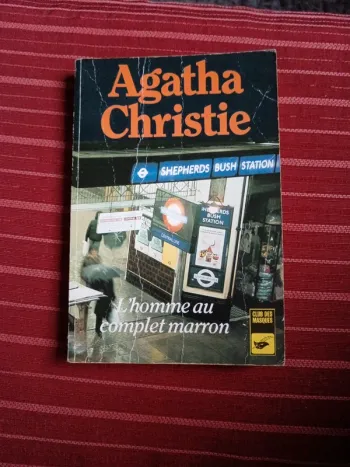 Agatha
Christie
SHEPHERDS BUSH STATION
SHEPHERDS
BUSH
STATION
L'homme au
complet marron
CLUB DES
MASQUES